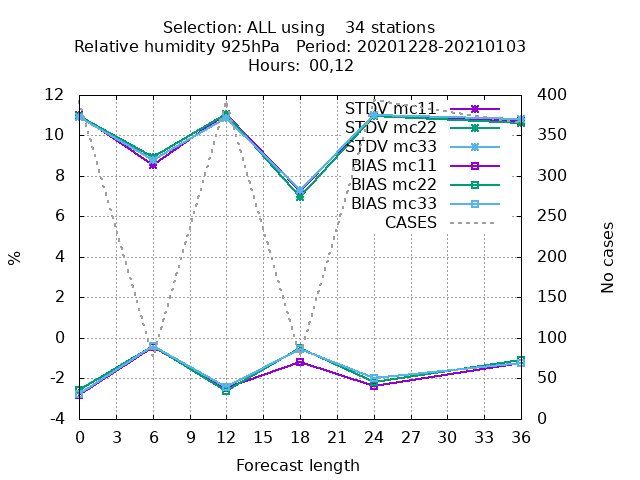 Selection: ALL using 34 stations
Relative humidity 925hPa Period: 20201228-20210103
Hours: 00,12
12 400
10 350
8 300
6 250
4 200
2 150
0 100
-2 50
-4 0
%
No cases
STDV mc11
STDV mc22
STDV mc33
BIAS mc11
BIAS mc22
BIAS mc33
CASES
0 3 6 9 12 15 18 21 24 27 30 33 36
Forecast length